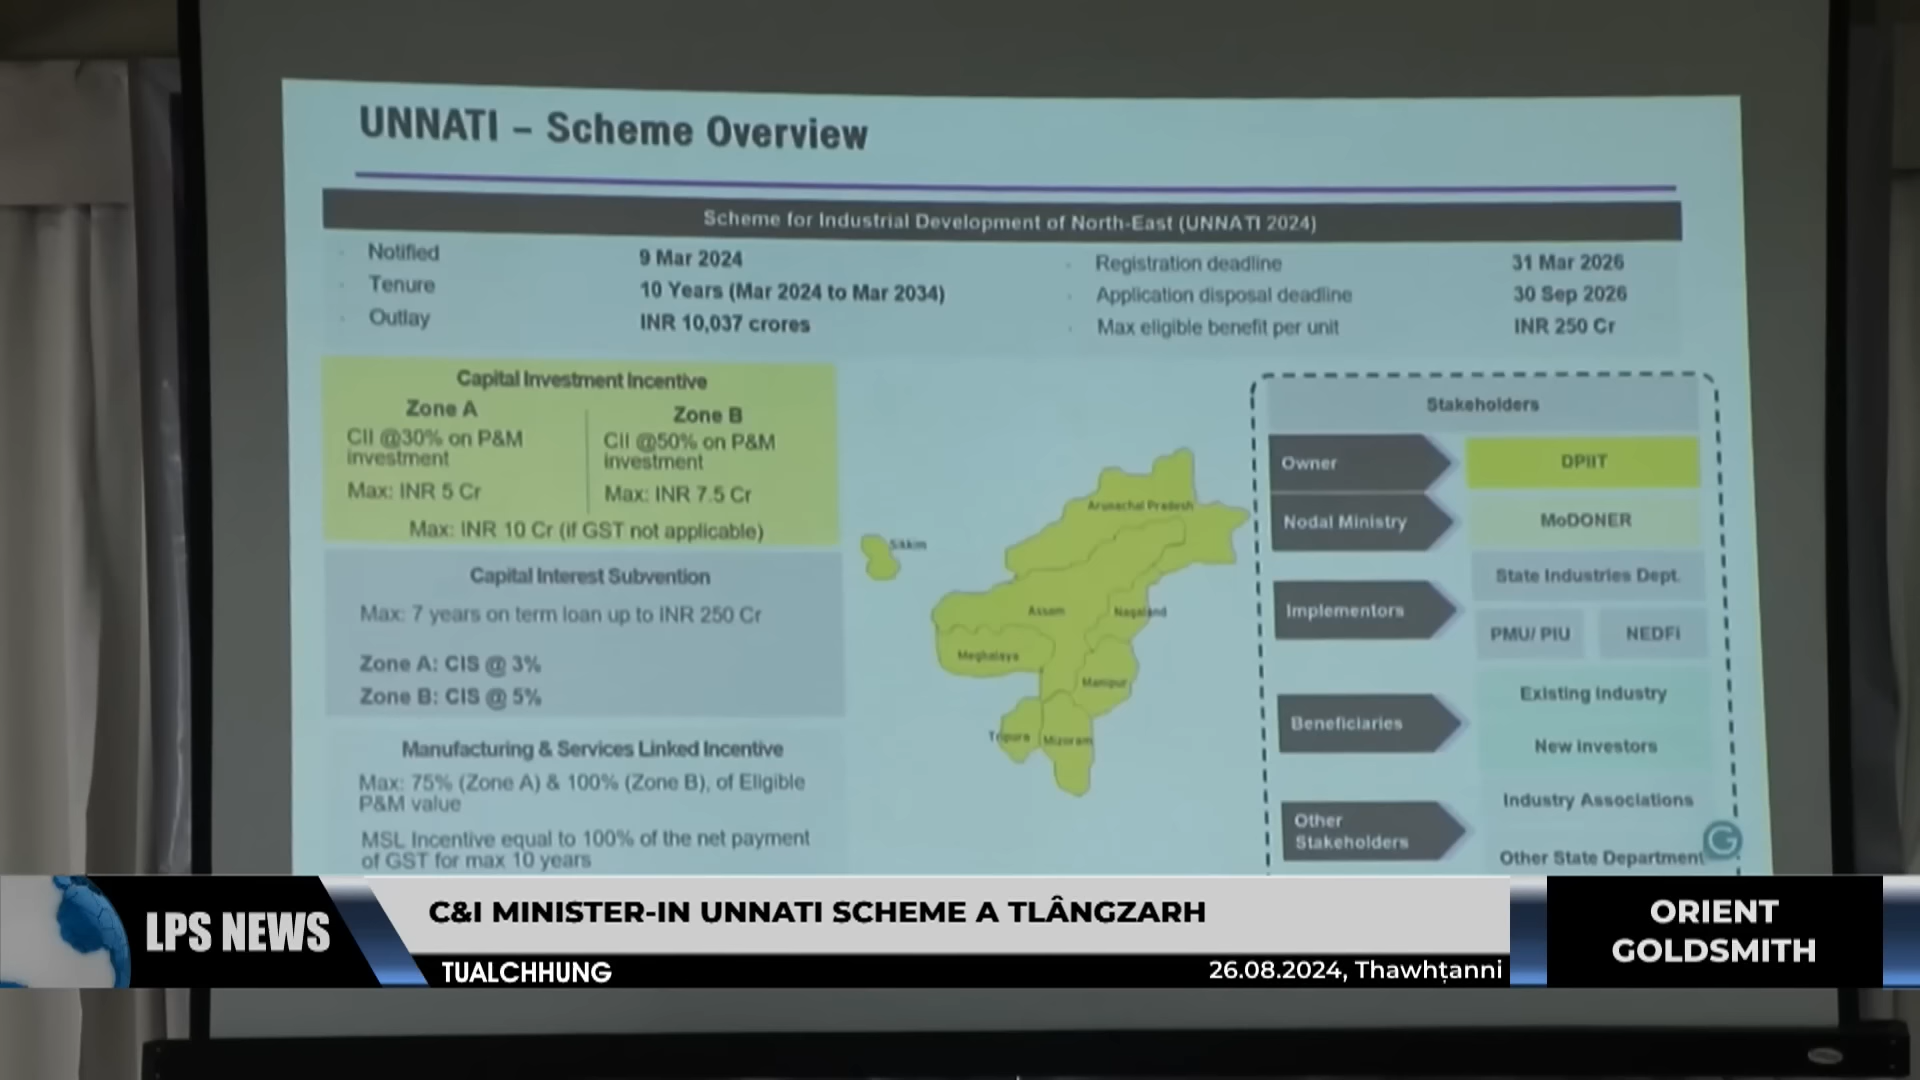 UNNATI – Scheme Overview
Scheme for Industrial Development of North-East (UNNATI 2024)
Notified 9 Mar 2024
Tenure 10 Years (Mar 2024 to Mar 2034)
Outlay INR 10,037 crores
Registration deadline 31 Mar 2026
Application disposal deadline 30 Sep 2026
Max eligible benefit per unit INR 250 Cr
Capital Investment Incentive
Zone A
CII @30% on P&M
investment
Max: INR 5 Cr
Zone B
CII @50% on P&M
investment
Max: INR 7.5 Cr
Max: INR 10 Cr (if GST not applicable)
Capital Interest Subvention
Max: 7 years on term loan up to INR 250 Cr
Zone A: CIS @ 3%
Zone B: CIS @ 5%
Manufacturing & Services Linked Incentive
Max: 75% (Zone A) & 100% (Zone B), of Eligible
P&M value
MSL Incentive equal to 100% of the net payment
of GST for max 10 years
Arunachal Pradesh
Sikkim
Assam
Nagaland
Meghalaya
Manipur
Tripura
Mizoram
Stakeholders
Owner
DPIIT
Nodal Ministry
MoDONER
Implementors
State Industries Dept.
PMU/ PIU
NEDFi
Beneficiaries
Existing industry
New investors
Other
Stakeholders
Industry Associations
Other State Department
G
LPS NEWS
C&I MINISTER-IN UNNATI SCHEME A TLÂNGZARH
TUALCHHUNG
26.08.2024, Thawhṭanni
ORIENT
GOLDSMITH